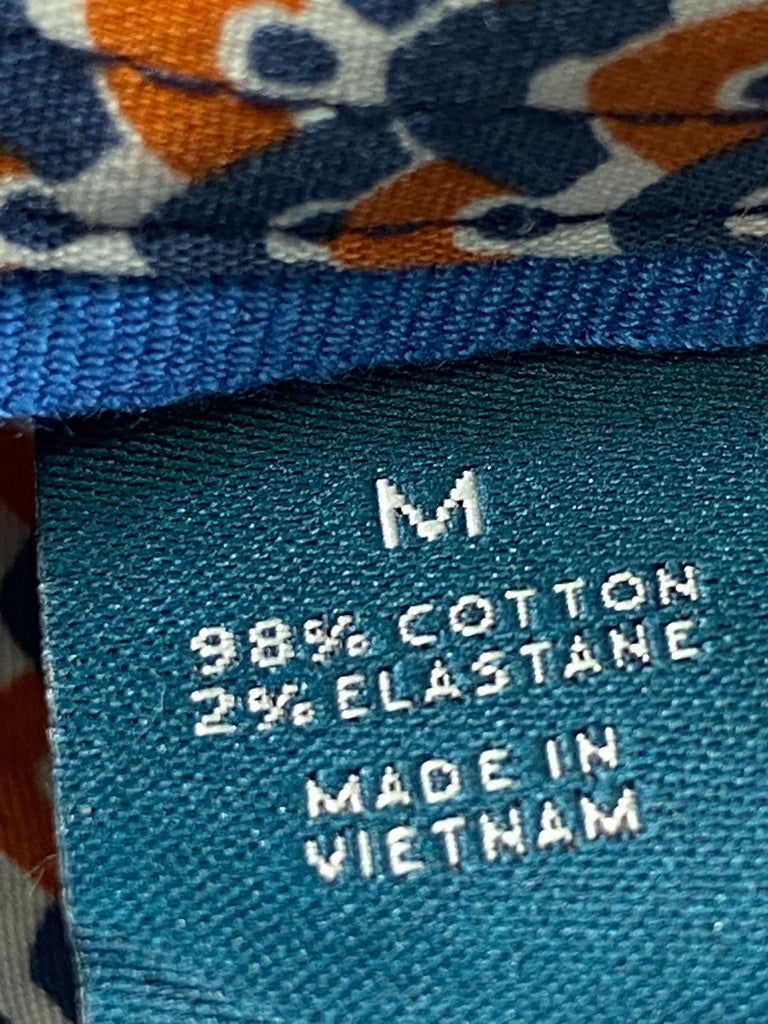 M
98% COTTON
2% ELASTANE
MADE IN
VIETNAM